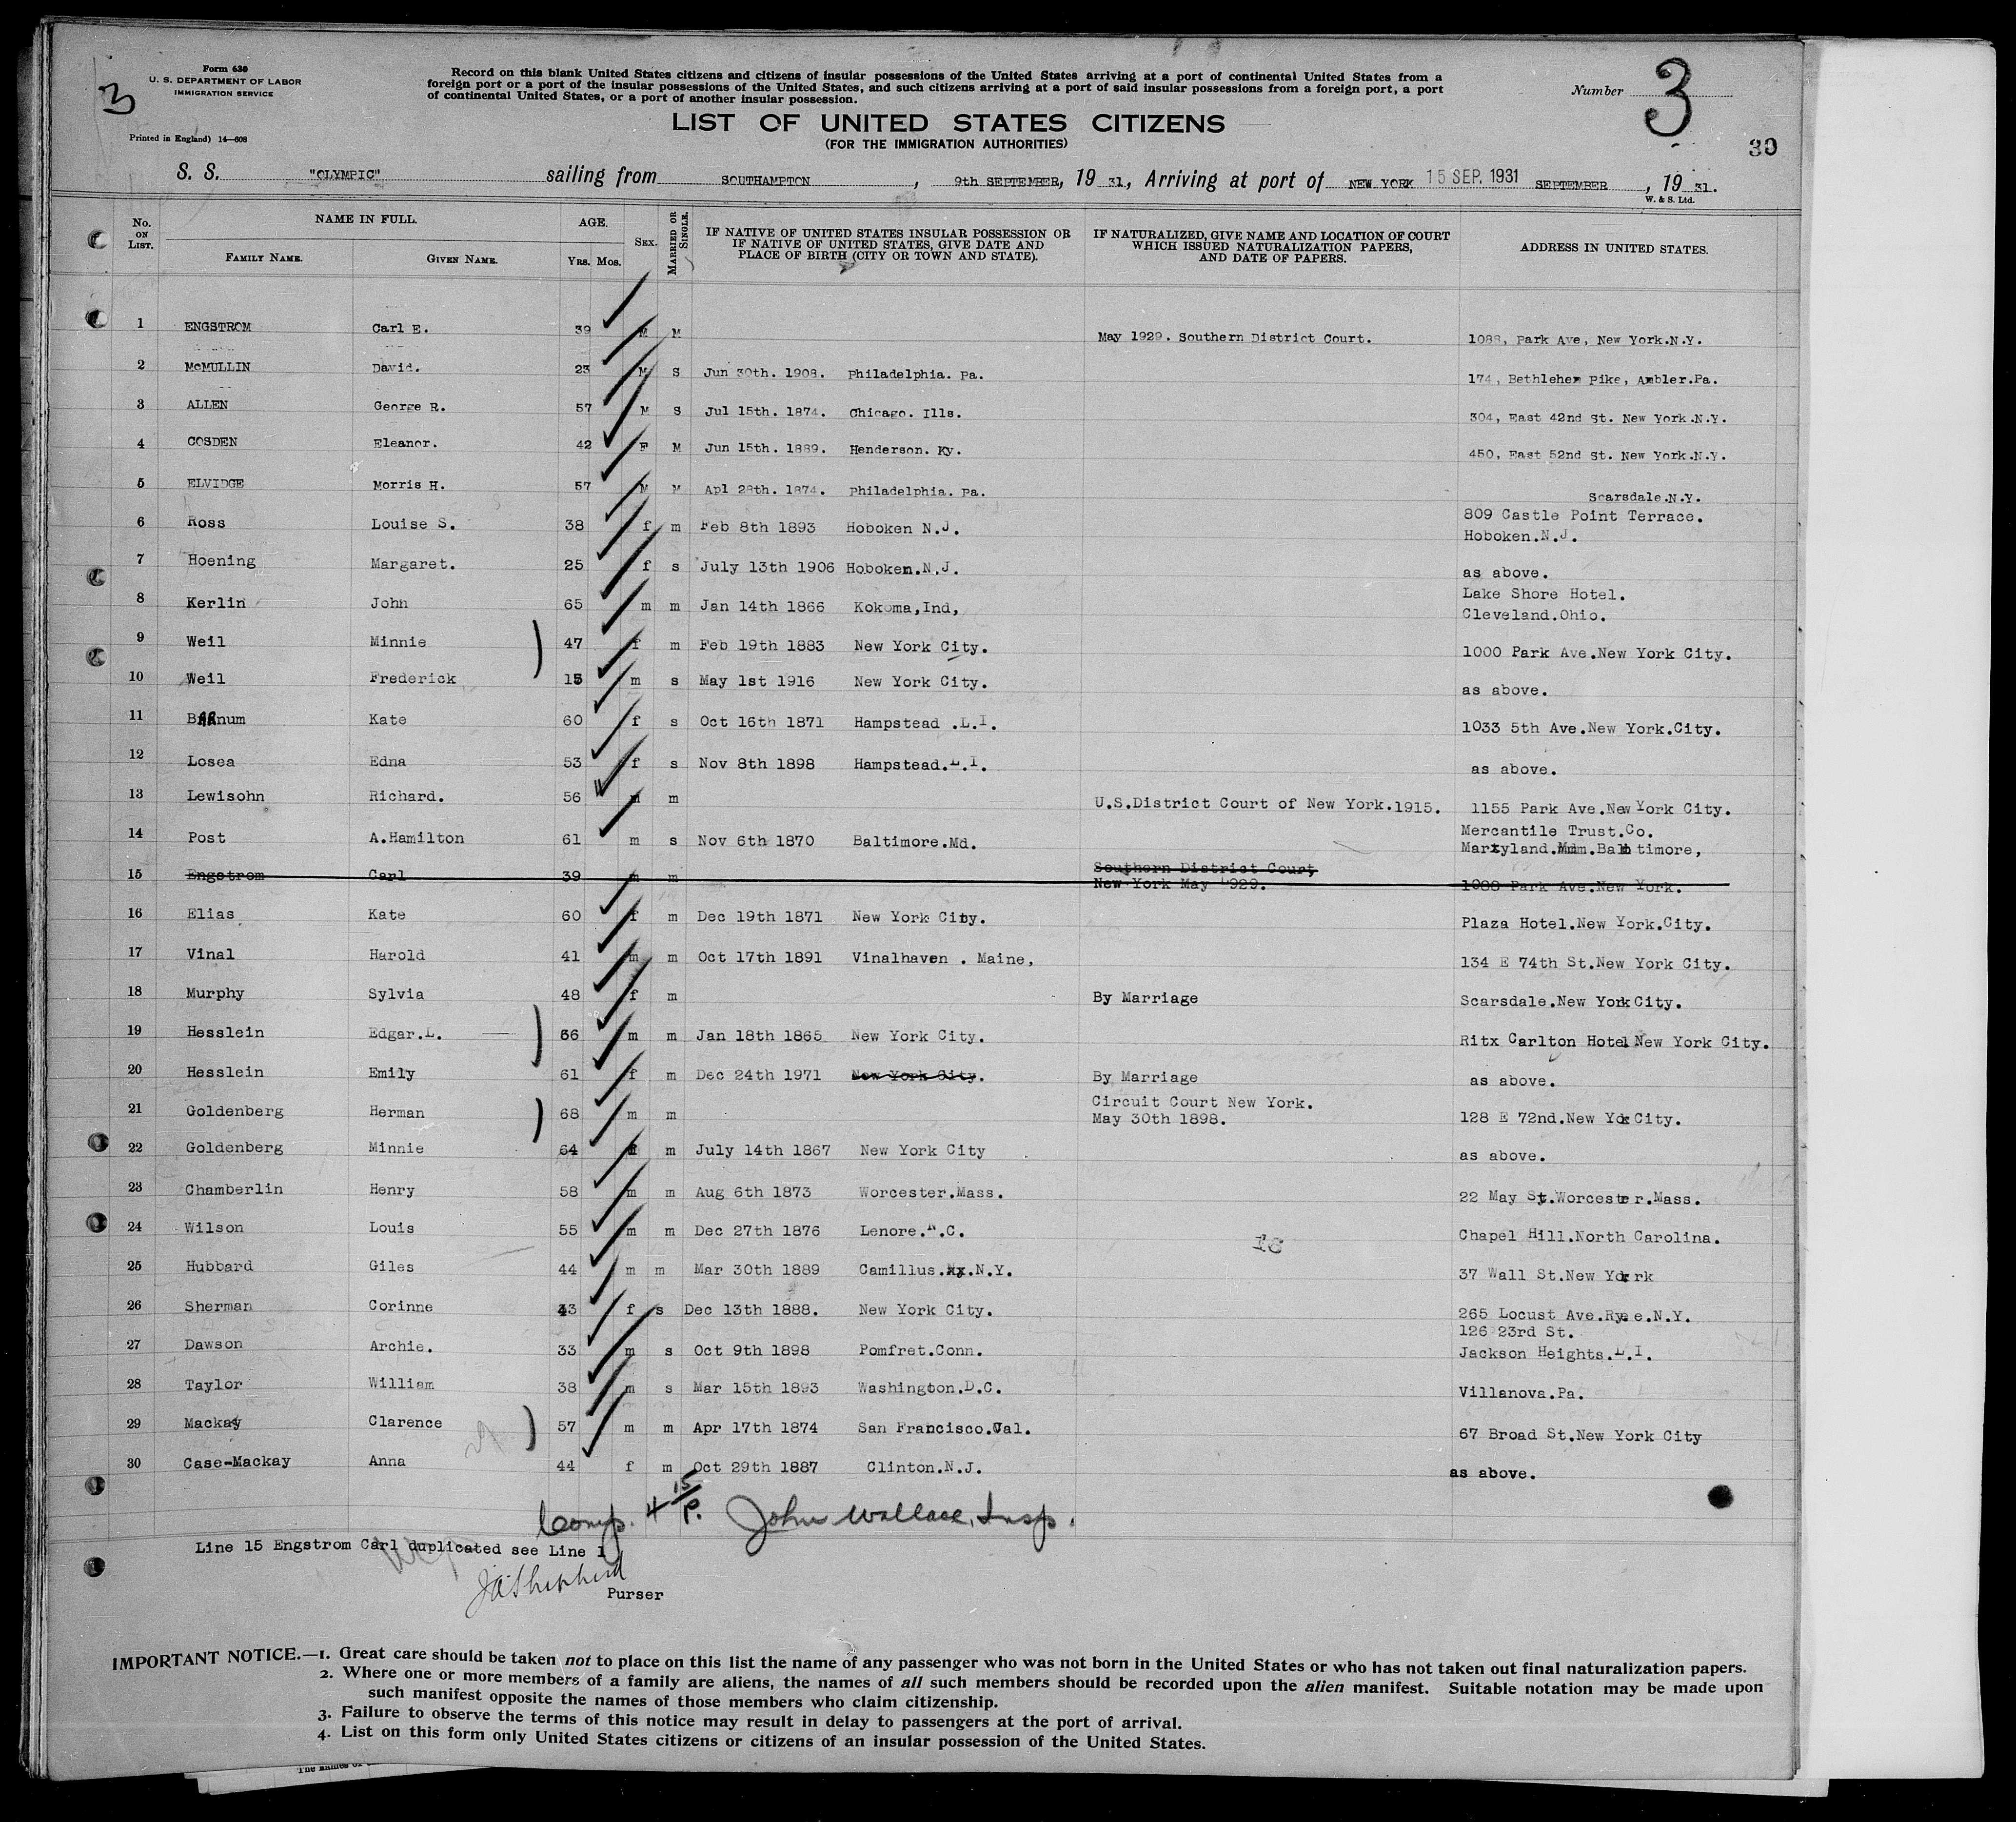 Form 630
U. S. DEPARTMENT OF LABOR
IMMIGRATION SERVICE
3
Printed in England) 14—608
Record on this blank United States citizens and citizens of insular possessions of the United States arriving at a port of continental United States from a
foreign port or a port of the insular possessions of the United States, and such citizens arriving at a port of said insular possessions from a foreign port, a port
of continental United States, or a port of another insular possession.
Number 3
30
LIST OF UNITED STATES CITIZENS
(FOR THE IMMIGRATION AUTHORITIES)
S. S. "OLYMPIC" sailing from SOUTHAMPTON, 9th SEPTEMBER, 19 31., Arriving at port of NEW YORK 15 SEP. 1931 SEPTEMBER, 19 31.
W. & S. Ltd.
No. ON LIST. NAME IN FULL. FAMILY NAME. GIVEN NAME. AGE. YRS. MOS. SEX. MARRIED OR SINGLE. IF NATIVE OF UNITED STATES INSULAR POSSESSION OR IF NATIVE OF UNITED STATES, GIVE DATE AND PLACE OF BIRTH (CITY OR TOWN AND STATE). IF NATURALIZED, GIVE NAME AND LOCATION OF COURT WHICH ISSUED NATURALIZATION PAPERS, AND DATE OF PAPERS. ADDRESS IN UNITED STATES.
1 ENGSTROM Carl E. 39 M M May 1929. Southern District Court. 1088, Park Ave, New York.N.Y.
2 McMULLIN David. 23 M S Jun 30th. 1908. Philadelphia. Pa. 174, Bethlehem Pike, Ambler.Pa.
3 ALLEN George R. 57 M S Jul 15th. 1874. Chicago. Ills. 304, East 42nd St. New York.N.Y.
4 COSDEN Eleanor. 42 F M Jun 15th. 1889. Henderson. Ky. 450, East 52nd St. New York.N.Y.
5 ELVIDGE Morris H. 57 M M Apl 28th. 1874. Philadelphia. Pa. Scarsdale.N.Y.
6 Ross Louise S. 38 f m Feb 8th 1893 Hoboken N.J. 809 Castle Point Terrace.
Hoboken.N.J.
7 Hoening Margaret. 25 f s July 13th 1906 Hoboken.N.J. as above.
8 Kerlin John 65 m m Jan 14th 1866 Kokoma,Ind, Lake Shore Hotel.
Cleveland.Ohio.
9 Weil Minnie 47 f m Feb 19th 1883 New York City. 1000 Park Ave.New York City.
10 Weil Frederick 15 m s May 1st 1916 New York City. as above.
11 BARnum Kate 60 f s Oct 16th 1871 Hampstead .L.I. 1033 5th Ave.New York.City.
12 Losea Edna 53 f s Nov 8th 1898 Hampstead.L.I. as above.
13 Lewisohn Richard. 56 m m U.S.District Court of New York.1915. 1155 Park Ave.New York City.
14 Post A.Hamilton 61 m s Nov 6th 1870 Baltimore.Md. Mercantile Trust.Co.
Maryland. Baltimore,
15 Engstrom Carl 39 m m Southern District Court,
New York May 1929. 1088 Park Ave.New York.
16 Elias Kate 60 f m Dec 19th 1871 New York City. Plaza Hotel.New York.City.
17 Vinal Harold 41 m m Oct 17th 1891 Vinalhaven . Maine, 134 E 74th St.New York City.
18 Murphy Sylvia 48 f m By Marriage Scarsdale.New York City.
19 Hesslein Edgar.L. 66 m m Jan 18th 1865 New York City. Ritx Carlton Hotel New York City.
20 Hesslein Emily 61 f m Dec 24th 1971 New York City. By Marriage as above.
21 Goldenberg Herman 68 m m Circuit Court New York.
May 30th 1898. 128 E 72nd.New York City.
22 Goldenberg Minnie 64 f m July 14th 1867 New York City as above.
23 Chamberlin Henry 58 m m Aug 6th 1873 Worcester.Mass. 22 May St.Worcester.Mass.
24 Wilson Louis 55 m m Dec 27th 1876 Lenore.N.C. Chapel Hill.North Carolina.
25 Hubbard Giles 44 m m Mar 30th 1889 Camillus.xx.N.Y. 37 Wall St.New York
26 Sherman Corinne 43 f s Dec 13th 1888. New York City. 265 Locust Ave.Rye.N.Y.
27 Dawson Archie. 33 m s Oct 9th 1898 Pomfret.Conn. 126 23rd St.
Jackson Heights.L.I.
28 Taylor William 38 m s Mar 15th 1893 Washington.D.C. Villanova.Pa.
29 Mackay Clarence 57 m m Apr 17th 1874 San Francisco.Cal. 67 Broad St.New York City
30 Case-Mackay Anna 44 f m Oct 29th 1887 Clinton.N.J. as above.
Comp. 4 15/P. John Wallace, Insp.
Line 15 Engstrom Carl duplicated see Line 1
JAShepherd
Purser
IMPORTANT NOTICE.—1. Great care should be taken not to place on this list the name of any passenger who was not born in the United States or who has not taken out final naturalization papers.
2. Where one or more members of a family are aliens, the names of all such members should be recorded upon the alien manifest. Suitable notation may be made upon
such manifest opposite the names of those members who claim citizenship.
3. Failure to observe the terms of this notice may result in delay to passengers at the port of arrival.
4. List on this form only United States citizens or citizens of an insular possession of the United States.